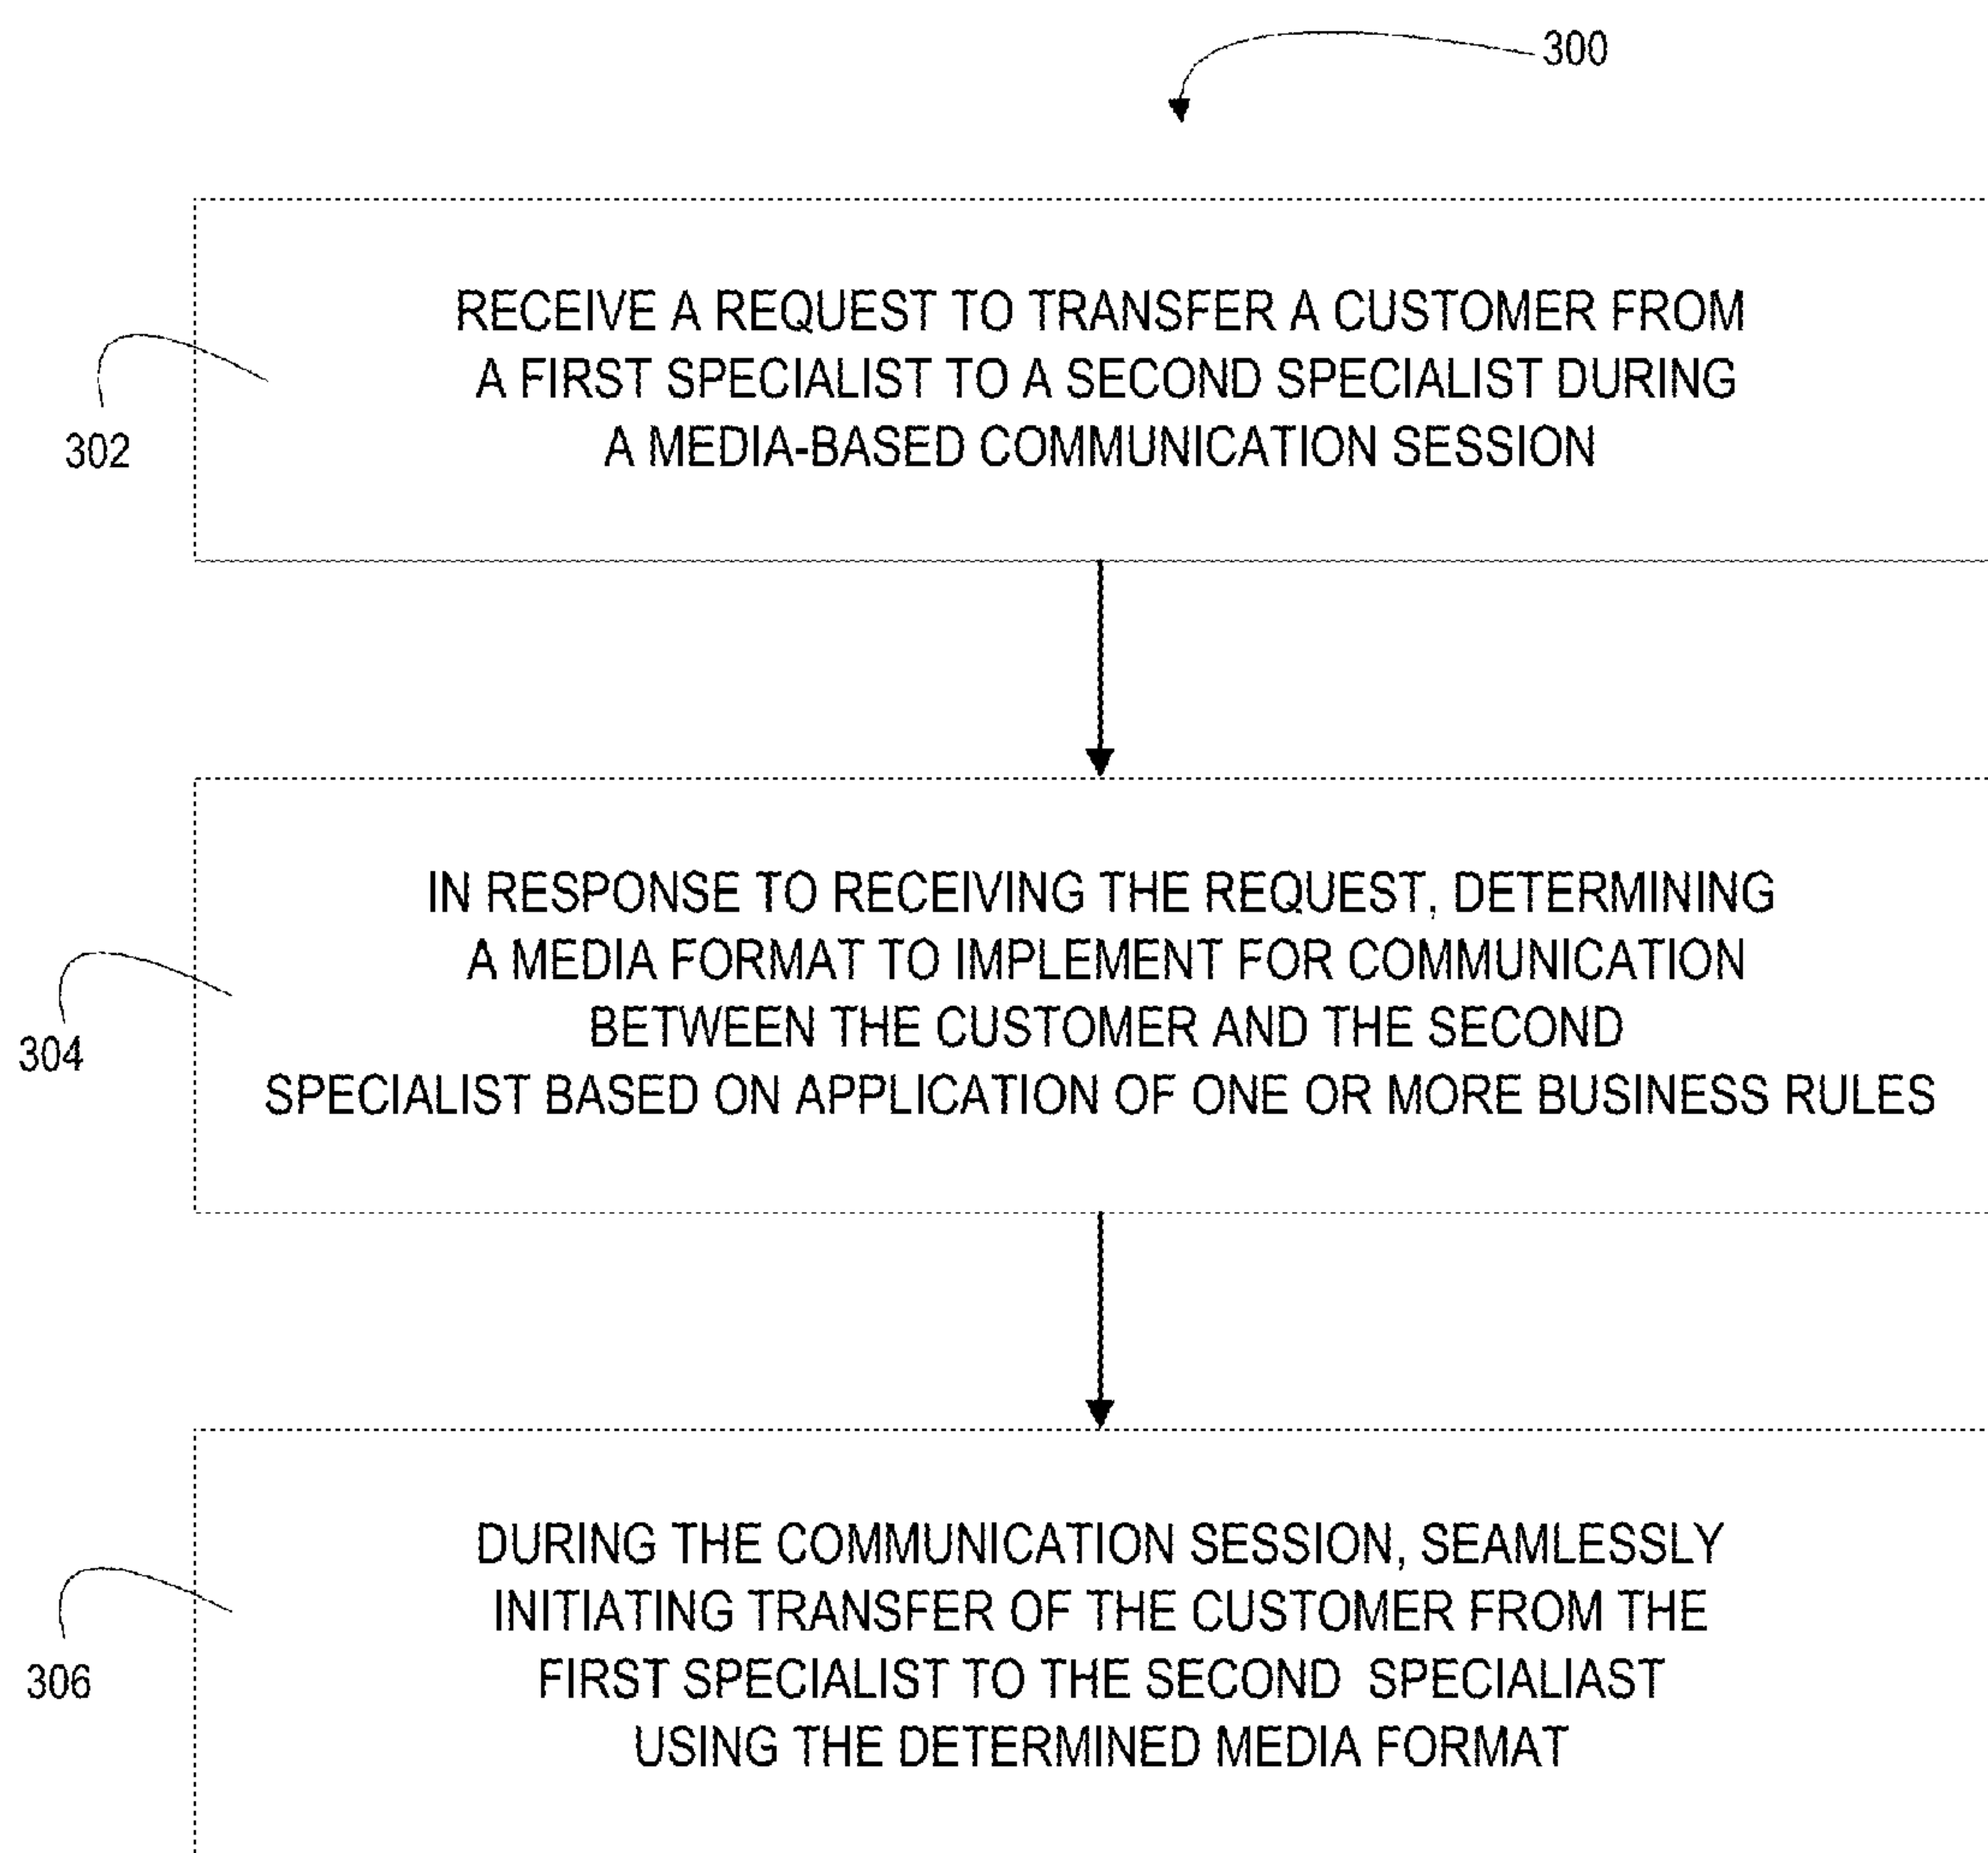 300
RECEIVE A REQUEST TO TRANSFER A CUSTOMER FROM
A FIRST SPECIALIST TO A SECOND SPECIALIST DURING
A MEDIA-BASED COMMUNICATION SESSION
302
IN RESPONSE TO RECEIVING THE REQUEST, DETERMINING
A MEDIA FORMAT TO IMPLEMENT FOR COMMUNICATION
BETWEEN THE CUSTOMER AND THE SECOND
SPECIALIST BASED ON APPLICATION OF ONE OR MORE BUSINESS RULES
304
DURING THE COMMUNICATION SESSION, SEAMLESSLY
INITIATING TRANSFER OF THE CUSTOMER FROM THE
FIRST SPECIALIST TO THE SECOND SPECIALIAST
USING THE DETERMINED MEDIA FORMAT
306